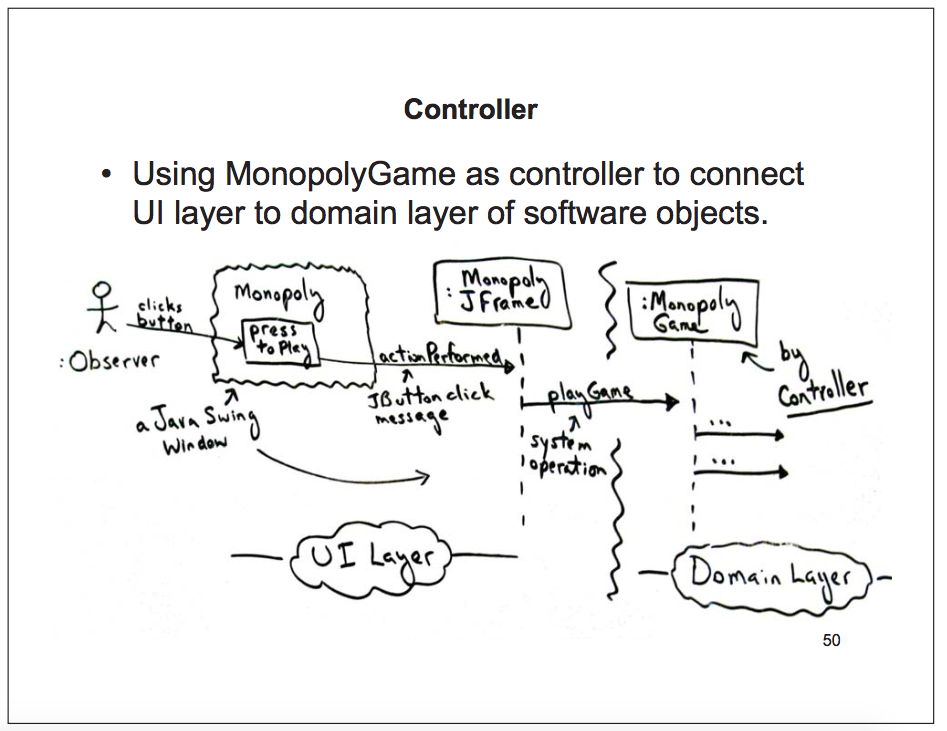 Controller
• Using MonopolyGame as controller to connect
UI layer to domain layer of software objects.
:Observer
clicks
button
Monopoly
press
to Play
a Java Swing
Window
actionPerformed
JButton click
message
Monopoly
: JFrame
playGame
system
operation
:Monopoly
Game
by
Controller
...
...
UI Layer
Domain Layer
50